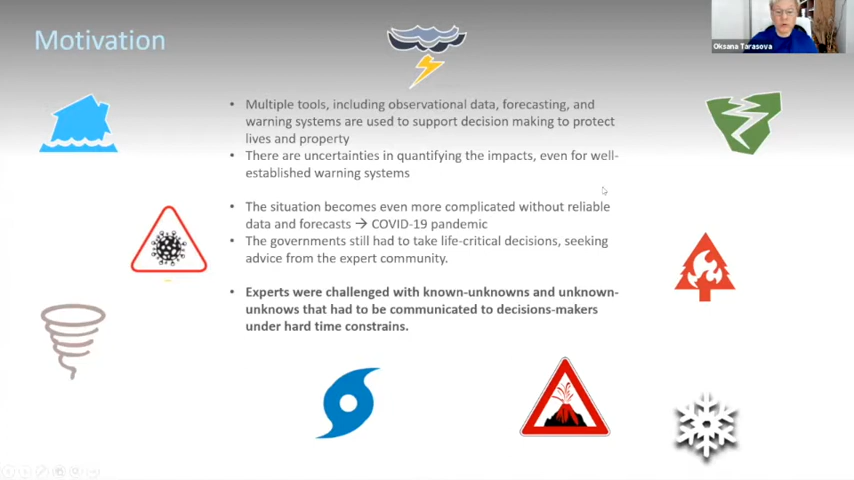 Motivation
Oksana Tarasova
• Multiple tools, including observational data, forecasting, and
warning systems are used to support decision making to protect
lives and property
• There are uncertainties in quantifying the impacts, even for well-
established warning systems
• The situation becomes even more complicated without reliable
data and forecasts → COVID-19 pandemic
• The governments still had to take life-critical decisions, seeking
advice from the expert community.
• Experts were challenged with known-unknowns and unknown-
unknows that had to be communicated to decisions-makers
under hard time constrains.